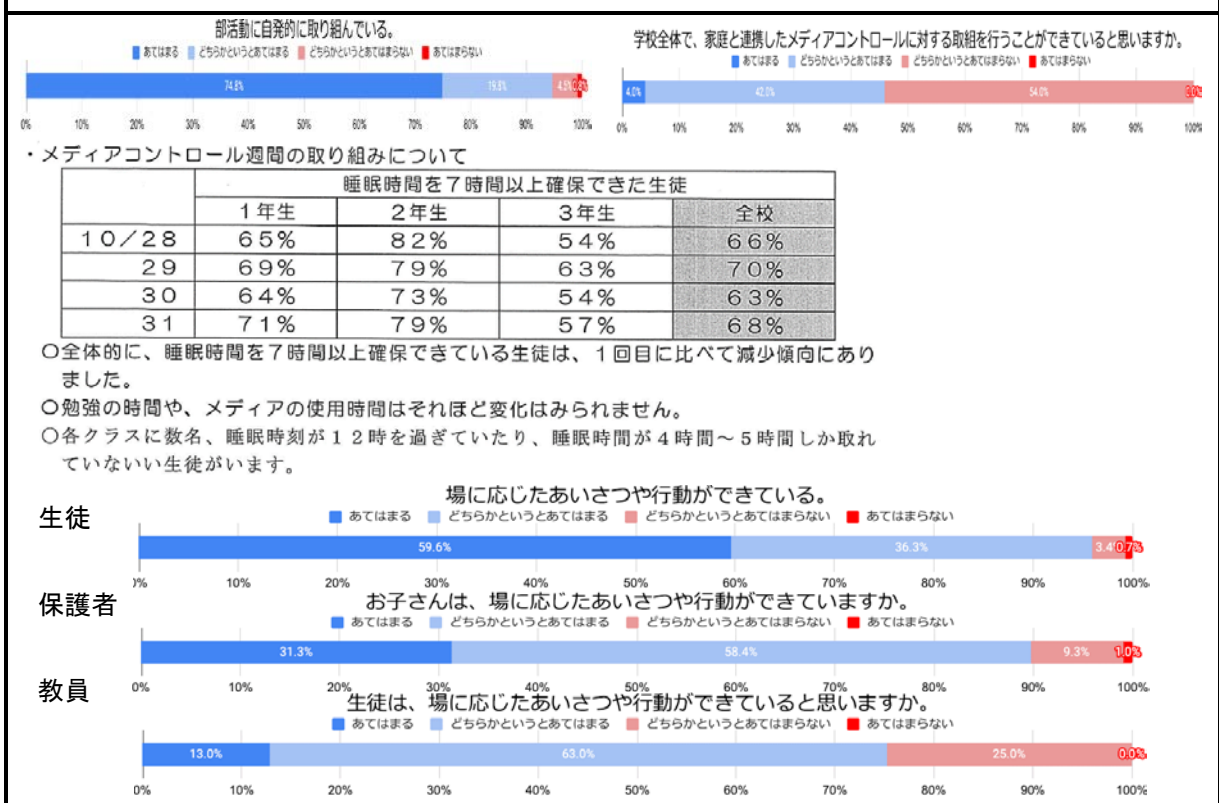 部活動に自発的に取り組んでいる。
あてはまる どちらかというとあてはまる どちらかというとあてはまらない あてはまらない
74.8% 19.8% 4.5% 0.8%
0% 10% 20% 30% 40% 50% 60% 70% 80% 90% 100%
学校全体で、家庭と連携したメディアコントロールに対する取組を行うことができていると思いますか。
あてはまる どちらかというとあてはまる どちらかというとあてはまらない あてはまらない
4.0% 42.0% 54.0% 0.0%
0% 10% 20% 30% 40% 50% 60% 70% 80% 90% 100%
・メディアコントロール週間の取り組みについて
睡眠時間を7時間以上確保できた生徒
1年生 2年生 3年生 全校
10/28 65% 82% 54% 66%
29 69% 79% 63% 70%
30 64% 73% 54% 63%
31 71% 79% 57% 68%
○全体的に、睡眠時間を7時間以上確保できている生徒は、1回目に比べて減少傾向にあり
ました。
○勉強の時間や、メディアの使用時間はそれほど変化はみられません。
○各クラスに数名、睡眠時刻が12時を過ぎていたり、睡眠時間が4時間~5時間しか取れ
ていないい生徒がいます。
生徒
場に応じたあいさつや行動ができている。
あてはまる どちらかというとあてはまる どちらかというとあてはまらない あてはまらない
59.6% 36.3% 3.4% 0.7%
0% 10% 20% 30% 40% 50% 60% 70% 80% 90% 100%
保護者
お子さんは、場に応じたあいさつや行動ができていますか。
あてはまる どちらかというとあてはまる どちらかというとあてはまらない あてはまらない
31.3% 58.4% 9.3% 1.0%
0% 10% 20% 30% 40% 50% 60% 70% 80% 90% 100%
教員
生徒は、場に応じたあいさつや行動ができていると思いますか。
あてはまる どちらかというとあてはまる どちらかというとあてはまらない あてはまらない
13.0% 63.0% 25.0% 0.0%
0% 10% 20% 30% 40% 50% 60% 70% 80% 90% 100%